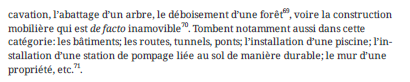 cavation, l'abattage d'un arbre, le déboisement d'une forêt⁶⁹, voire la construction
mobilière qui est de facto inamovible⁷⁰. Tombent notamment aussi dans cette
catégorie: les bâtiments; les routes, tunnels, ponts; l'installation d'une piscine; l'in-
stallation d'une station de pompage liée au sol de manière durable; le mur d'une
propriété, etc.⁷¹.